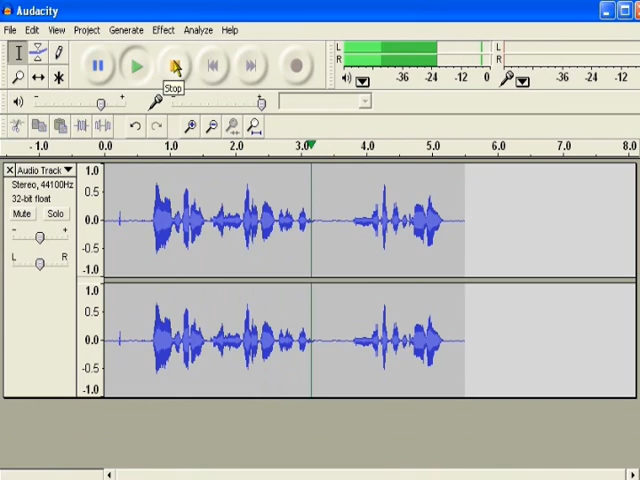 Audacity
File Edit View Project Generate Effect Analyze Help
L
R
-36 -24 -12 0
-36 -24 -12
Stop
- +
- +
- 1.0 0.0 1.0 2.0 3.0 4.0 5.0 6.0 7.0 8.0
Audio Track
Stereo, 44100Hz
32-bit float
Mute Solo
- +
L R
1.0
0.5
0.0
-0.5
-1.0
1.0
0.5
0.0
-0.5
-1.0